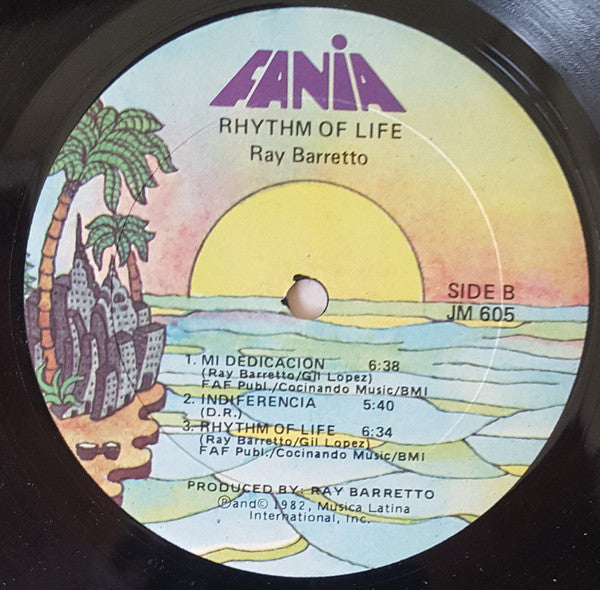 FANIA
RHYTHM OF LIFE
Ray Barretto
SIDE B
JM 605
1. MI DEDICACION 6:38
(Ray Barretto/Gil Lopez)
FAF Publ./Cocinando Music/BMI
2. INDIFERENCIA 5:40
(D.R.)
3. RHYTHM OF LIFE 6:34
(Ray Barretto/Gil Lopez)
FAF Publ./Cocinando Music/BMI
PRODUCED BY: RAY BARRETTO
Ⓟand© 1982, Musica Latina
International, Inc.